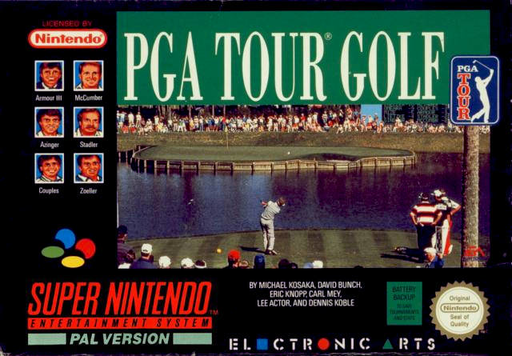 LICENSED BY
Nintendo
PGA TOUR® GOLF
PGA TOUR
Armour III
McCumber
Azinger
Stadler
Couples
Zoeller
SUPER NINTENDO™
ENTERTAINMENT SYSTEM
PAL VERSION
BY MICHAEL KOSAKA, DAVID BUNCH,
ERIC KNOPP, CARL MEY,
LEE ACTOR, AND DENNIS KOBLE
ELECTRONIC ARTS
BATTERY
BACKUP
Original
Nintendo
Seal of
Quality